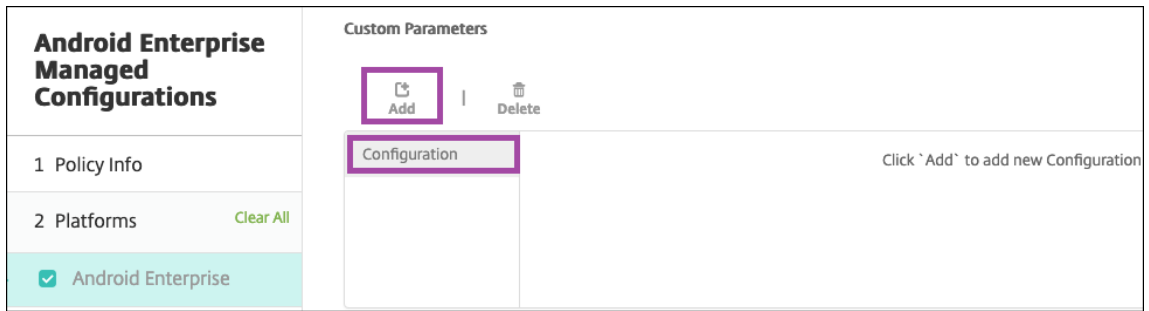 Android Enterprise
Managed
Configurations
1 Policy Info
2 Platforms Clear All
Android Enterprise
Custom Parameters
Add | Delete
Configuration
Click `Add` to add new Configuration